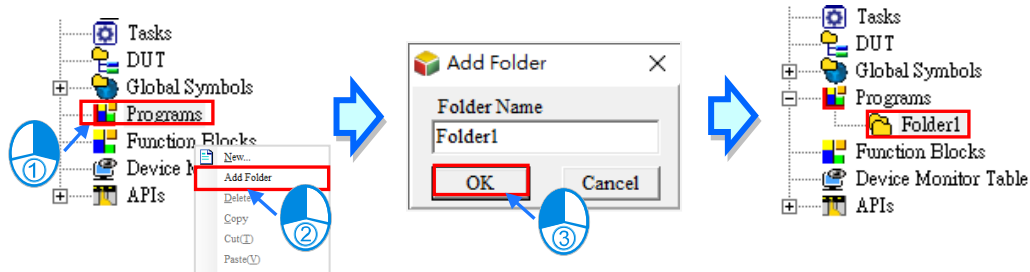 Tasks
DUT
Global Symbols
Programs
Function Blocks
Device M
APIs
①
New...
Add Folder
Delete
Copy
Cut(T)
Paste(V)
②
Add Folder
Folder Name
Folder1
OK
Cancel
③
Tasks
DUT
Global Symbols
Programs
Folder1
Function Blocks
Device Monitor Table
APIs